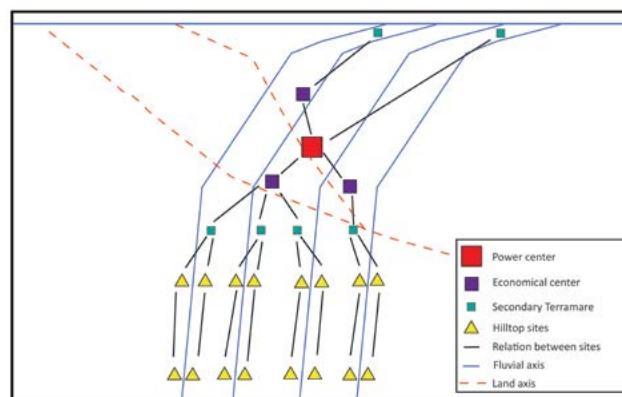 Power center
Economical center
Secondary Terramare
Hilltop sites
Relation between sites
Fluvial axis
Land axis